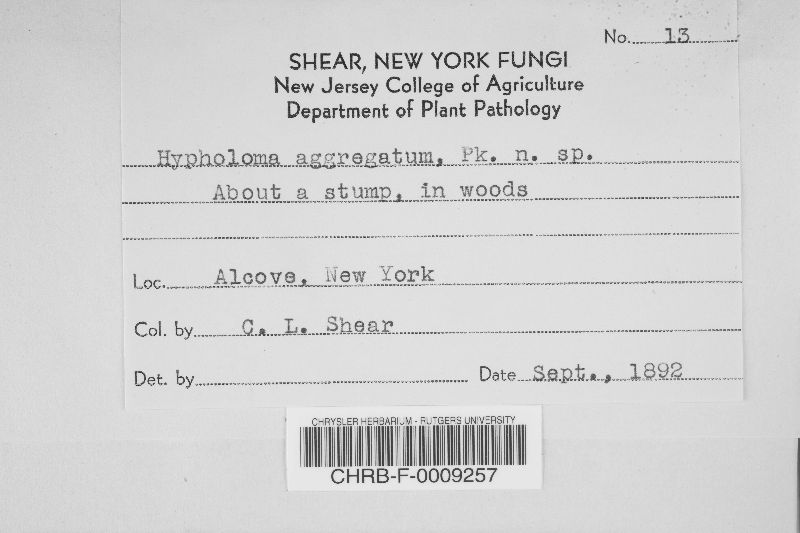 No. 13
SHEAR, NEW YORK FUNGI
New Jersey College of Agriculture
Department of Plant Pathology
Hypholoma aggregatum, Pk. n. sp.
About a stump, in woods
Loc. Alcove, New York
Col. by C. L. Shear
Det. by Date Sept., 1892
CHRYSLER HERBARIUM - RUTGERS UNIVERSITY
CHRB-F-0009257